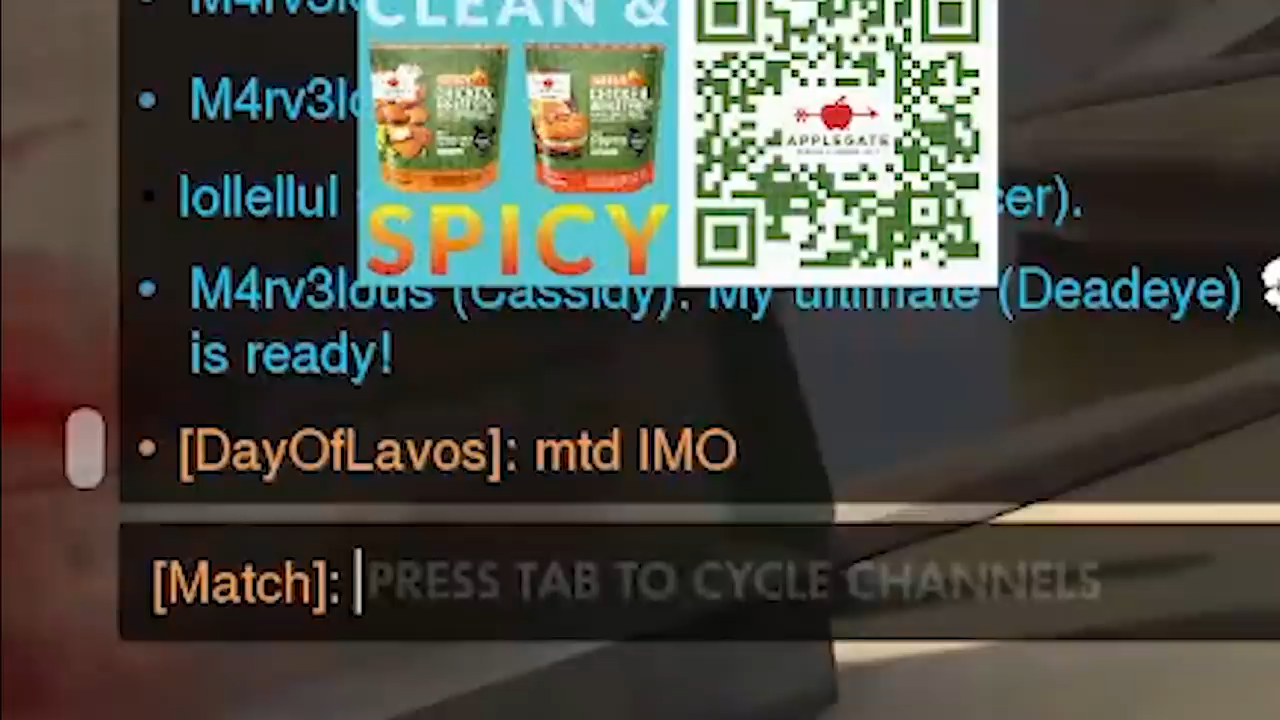 CLEAN &
M4rv3l
SPICY
APPLEGATE
lollellul
cer).
M4rv3lous (Cassidy): My ultimate (Deadeye)
is ready!
[DayOfLavos]: mtd IMO
[Match]: PRESS TAB TO CYCLE CHANNELS